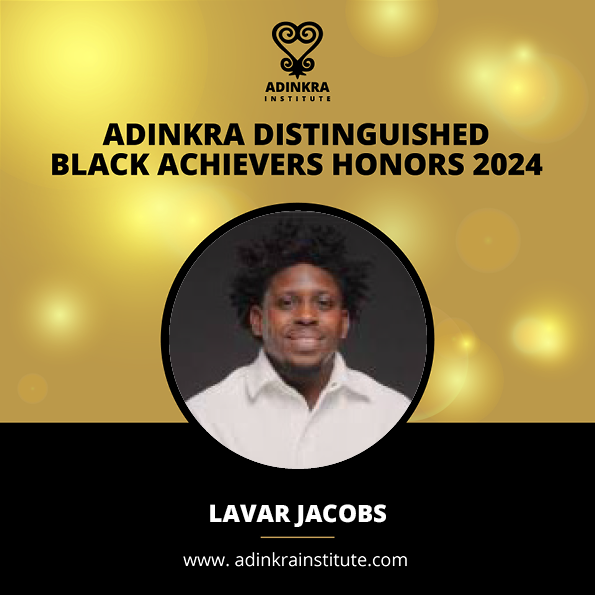 ADINKRA
INSTITUTE
ADINKRA DISTINGUISHED
BLACK ACHIEVERS HONORS 2024
LAVAR JACOBS
www. adinkrainstitute.com